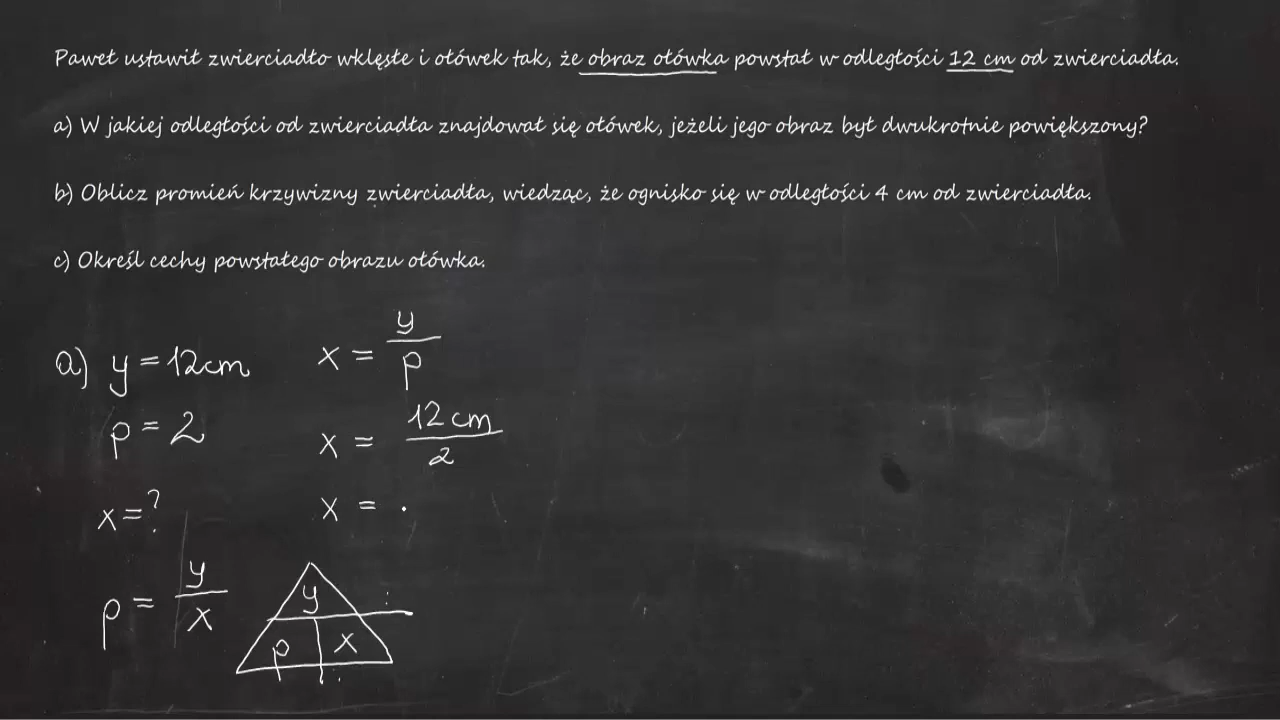 Paweł ustawił zwierciadło wklęsłe i ołówek tak, że obraz ołówka powstał w odległości 12 cm od zwierciadła.
a) W jakiej odległości od zwierciadła znajdował się ołówek, jeżeli jego obraz był dwukrotnie powiększony?
b) Oblicz promień krzywizny zwierciadła, wiedząc, że ognisko się w odległości 4 cm od zwierciadła.
c) Określ cechy powstałego obrazu ołówka.
a) y = 12cm
p = 2
x = ?
p = y/x
y
p x
x = y/p
x = 12 cm/2
x = .